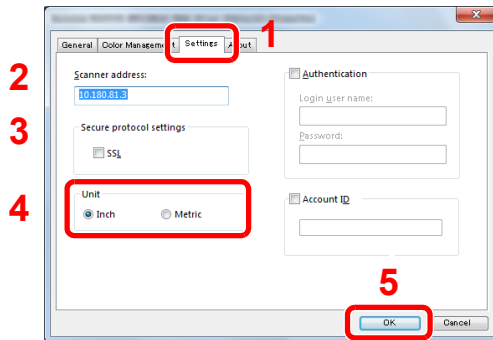 General Color Management Settings About
1
2
Scanner address:
10.180.81.3
3
Secure protocol settings
SSL
4
Unit
Inch Metric
Authentication
Login user name:
Password:
Account ID
5
OK Cancel